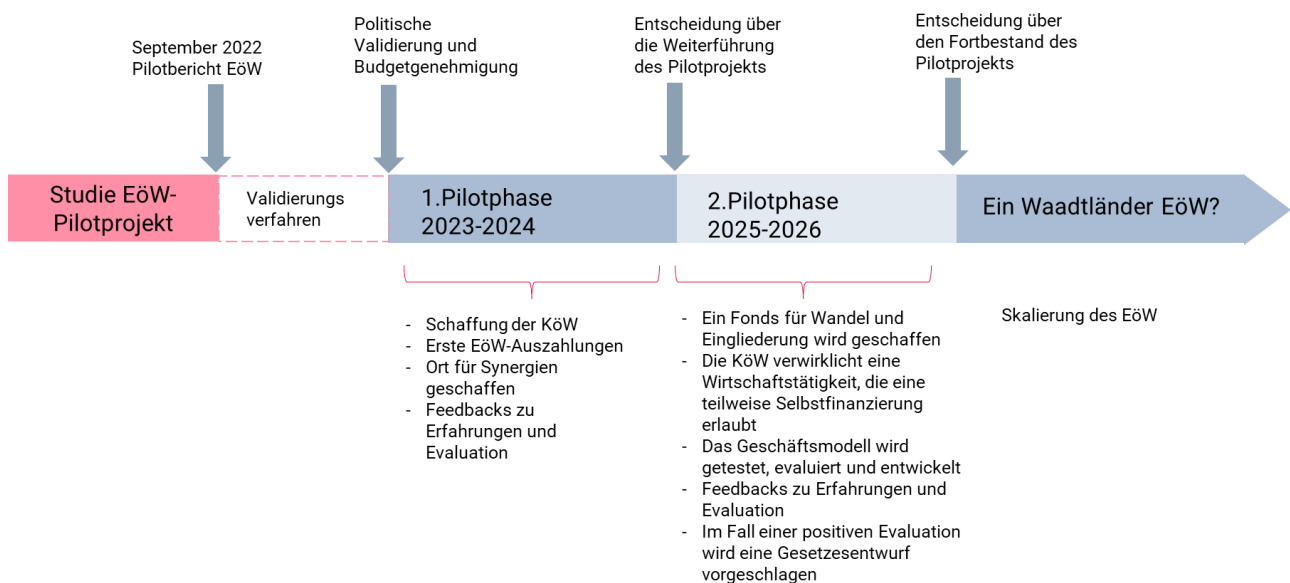 September 2022
Pilotbericht EöW
Politische
Validierung und
Budgetgenehmigung
Entscheidung über
die Weiterführung
des Pilotprojekts
Entscheidung über
den Fortbestand des
Pilotprojekts
Studie EöW-
Pilotprojekt
Validierungs
verfahren
1.Pilotphase
2023-2024
2.Pilotphase
2025-2026
Ein Waadtländer EöW?
- Schaffung der KöW
- Erste EöW-Auszahlungen
- Ort für Synergien
geschaffen
- Feedbacks zu
Erfahrungen und
Evaluation
- Ein Fonds für Wandel und
Eingliederung wird geschaffen
- Die KöW verwirklicht eine
Wirtschaftstätigkeit, die eine
teilweise Selbstfinanzierung
erlaubt
- Das Geschäftsmodell wird
getestet, evaluiert und entwickelt
- Feedbacks zu Erfahrungen und
Evaluation
- Im Fall einer positiven Evaluation
wird eine Gesetzesentwurf
vorgeschlagen
Skalierung des EöW